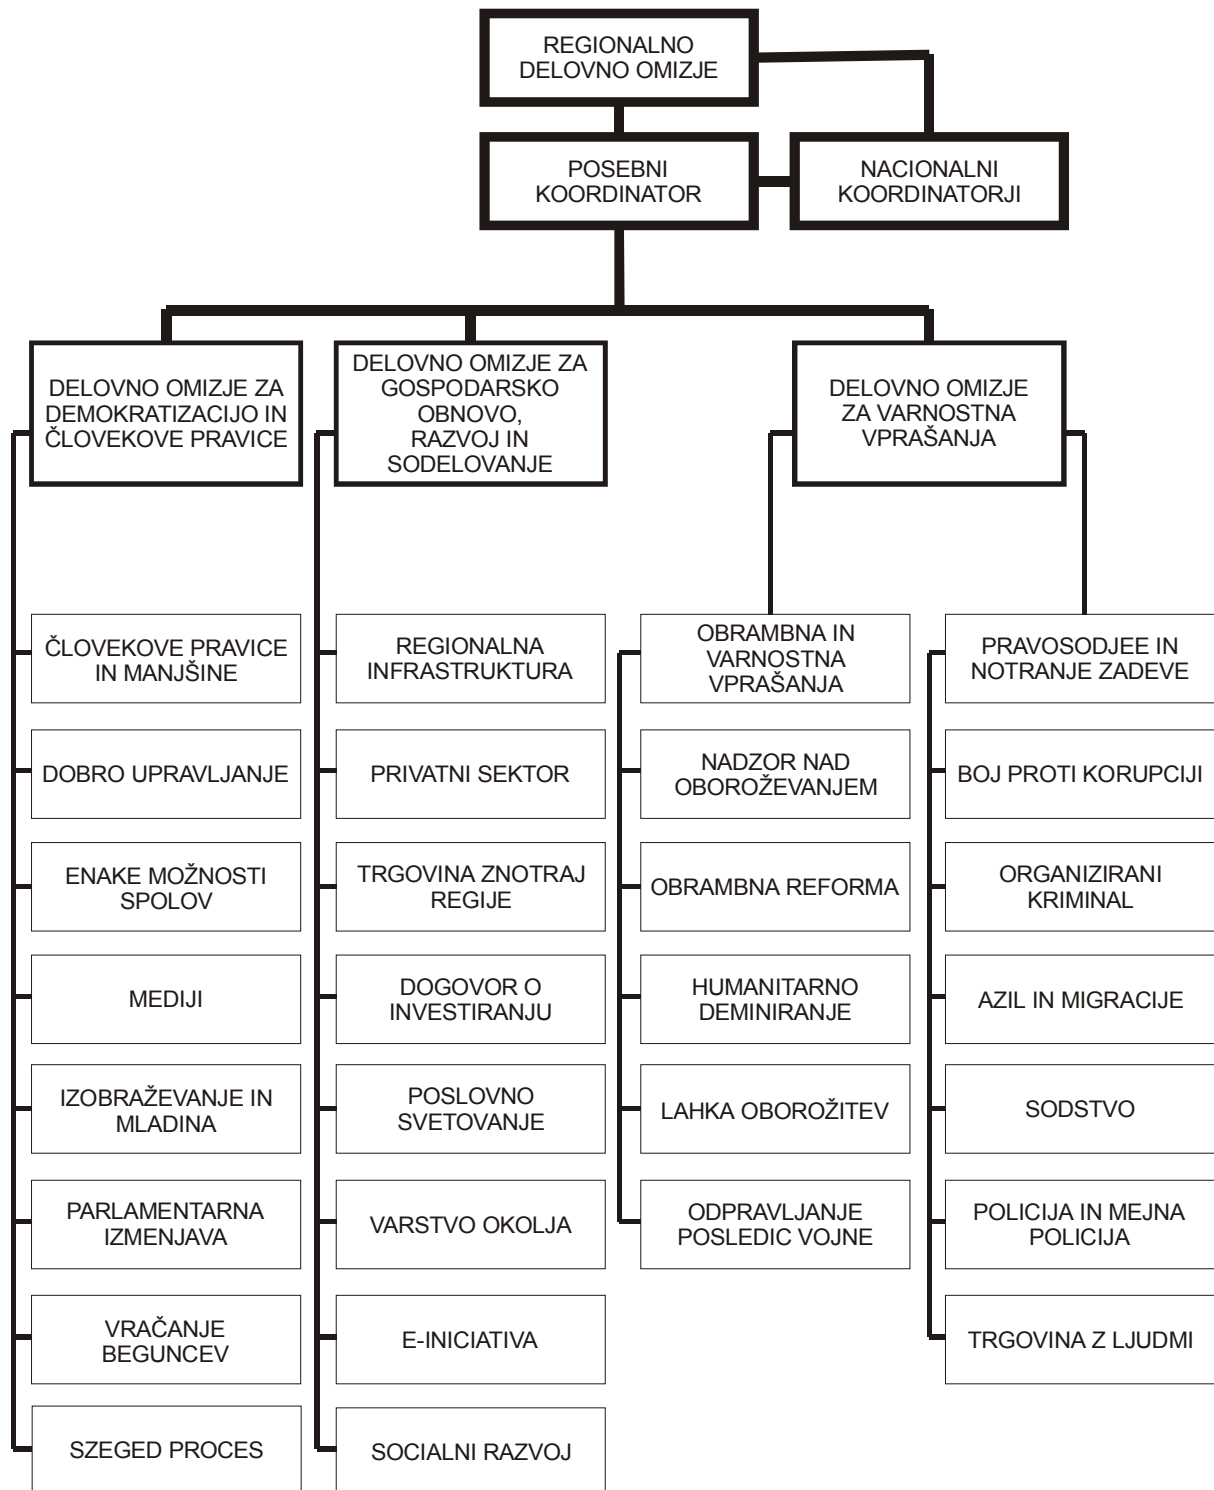 REGIONALNO
DELOVNO OMIZJE
POSEBNI
KOORDINATOR
NACIONALNI
KOORDINATORJI
DELOVNO OMIZJE ZA
DEMOKRATIZACIJO IN
ČLOVEKOVE PRAVICE
DELOVNO OMIZJE ZA
GOSPODARSKO
OBNOVO,
RAZVOJ IN
SODELOVANJE
DELOVNO OMIZJE
ZA VARNOSTNA
VPRAŠANJA
ČLOVEKOVE PRAVICE
IN MANJŠINE
DOBRO UPRAVLJANJE
ENAKE MOŽNOSTI
SPOLOV
MEDIJI
IZOBRAŽEVANJE IN
MLADINA
PARLAMENTARNA
IZMENJAVA
VRAČANJE
BEGUNCEV
SZEGED PROCES
REGIONALNA
INFRASTRUKTURA
PRIVATNI SEKTOR
TRGOVINA ZNOTRAJ
REGIJE
DOGOVOR O
INVESTIRANJU
POSLOVNO
SVETOVANJE
VARSTVO OKOLJA
E-INICIATIVA
SOCIALNI RAZVOJ
OBRAMBNA IN
VARNOSTNA
VPRAŠANJA
NADZOR NAD
OBOROŽEVANJEM
OBRAMBNA REFORMA
HUMANITARNO
DEMINIRANJE
LAHKA OBOROŽITEV
ODPRAVLJANJE
POSLEDIC VOJNE
PRAVOSODJEE IN
NOTRANJE ZADEVE
BOJ PROTI KORUPCIJI
ORGANIZIRANI
KRIMINAL
AZIL IN MIGRACIJE
SODSTVO
POLICIJA IN MEJNA
POLICIJA
TRGOVINA Z LJUDMI